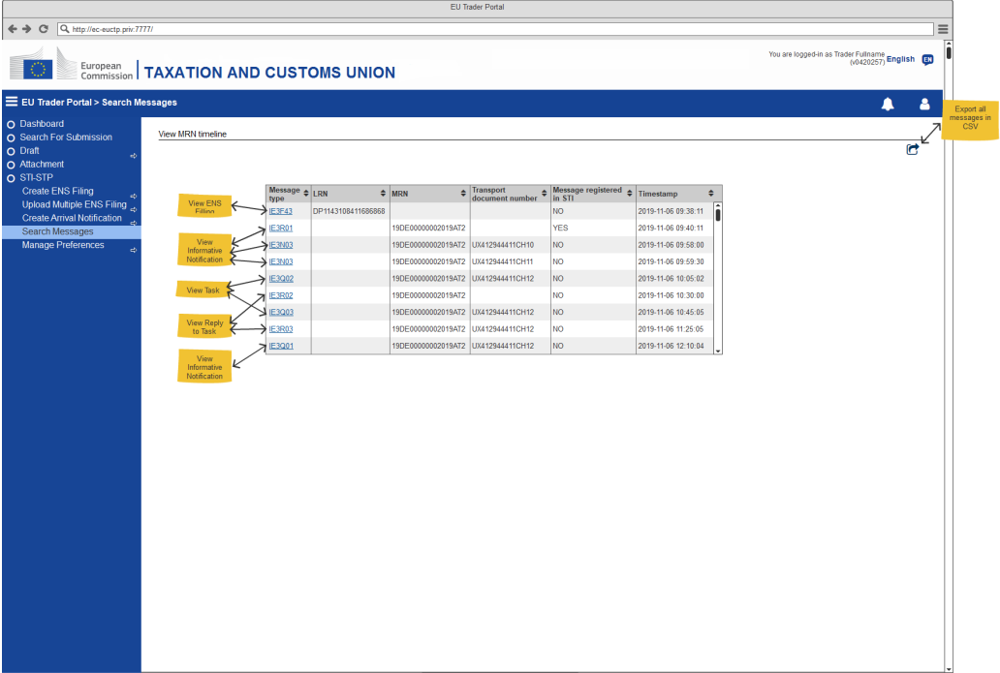 EU Trader Portal
http://ec-euctp.priv:7777/
European
Commission
TAXATION AND CUSTOMS UNION
You are logged-in as Trader Fullname
(v0420257)
English EN
EU Trader Portal > Search Messages
Export all
messages in
CSV
Dashboard
Search For Submission
Draft
Attachment
STI-STP
Create ENS Filing
Upload Multiple ENS Filing
Create Arrival Notification
Search Messages
Manage Preferences
View MRN timeline
Message type LRN MRN Transport document number Message registered in STI Timestamp
IE3F43 DP1143108411686868 NO 2019-11-06 09:38:11
IE3R01 19DE00000002019AT2 YES 2019-11-06 09:40:11
IE3N03 19DE00000002019AT2 UX412944411CH10 NO 2019-11-06 09:58:00
IE3N03 19DE00000002019AT2 UX412944411CH11 NO 2019-11-06 09:59:30
IE3Q02 19DE00000002019AT2 UX412944411CH12 NO 2019-11-06 10:05:02
IE3R02 19DE00000002019AT2 NO 2019-11-06 10:30:00
IE3Q03 19DE00000002019AT2 UX412944411CH12 NO 2019-11-06 10:45:05
IE3R03 19DE00000002019AT2 UX412944411CH12 NO 2019-11-06 11:25:05
IE3Q01 19DE00000002019AT2 UX412944411CH12 NO 2019-11-06 12:10:04
View ENS
Filling
View
Informative
Notification
View Task
View Reply
to Task
View
Informative
Notification